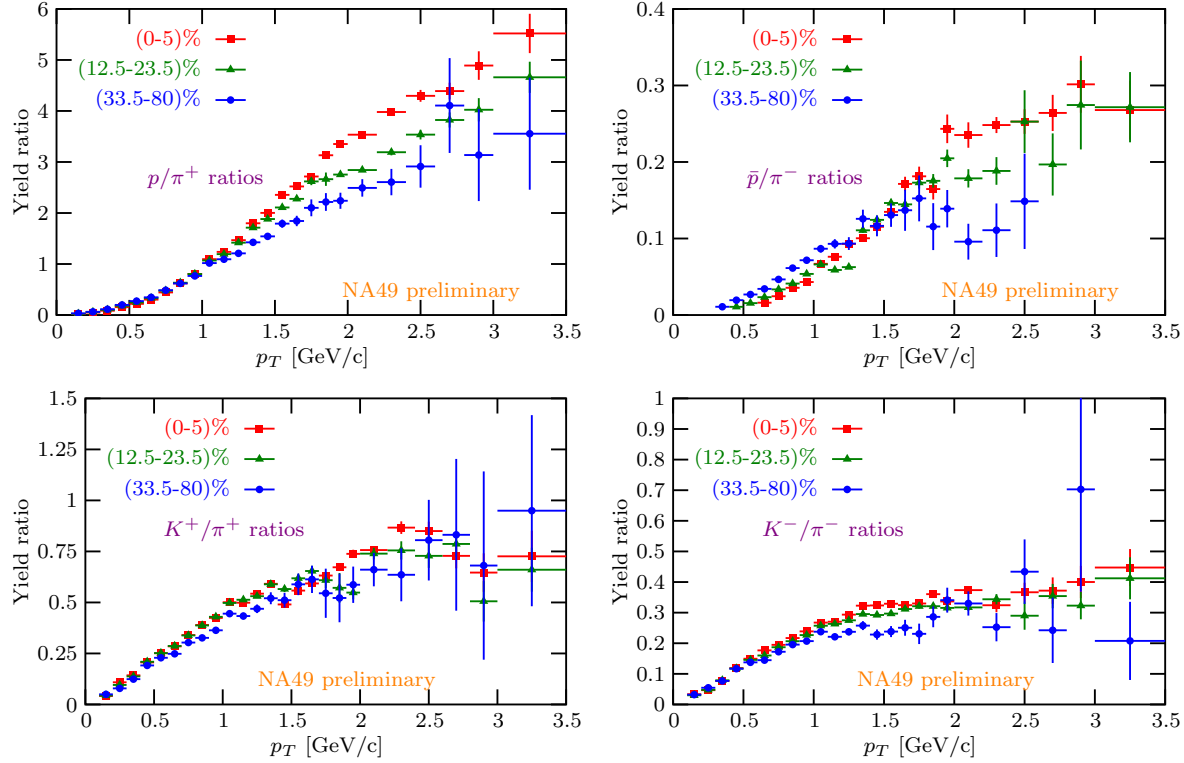 6
5
4
3
2
1
0
Yield ratio
(0-5)%
(12.5-23.5)%
(33.5-80)%
p/π⁺ ratios
NA49 preliminary
0 0.5 1 1.5 2 2.5 3 3.5
p_T [GeV/c]
0.4
0.3
0.2
0.1
0
Yield ratio
(0-5)%
(12.5-23.5)%
(33.5-80)%
p̄/π⁻ ratios
NA49 preliminary
0 0.5 1 1.5 2 2.5 3 3.5
p_T [GeV/c]
1.5
1.25
1
0.75
0.5
0.25
0
Yield ratio
(0-5)%
(12.5-23.5)%
(33.5-80)%
K⁺/π⁺ ratios
NA49 preliminary
0 0.5 1 1.5 2 2.5 3 3.5
p_T [GeV/c]
1
0.9
0.8
0.7
0.6
0.5
0.4
0.3
0.2
0.1
0
Yield ratio
(0-5)%
(12.5-23.5)%
(33.5-80)%
K⁻/π⁻ ratios
NA49 preliminary
0 0.5 1 1.5 2 2.5 3 3.5
p_T [GeV/c]